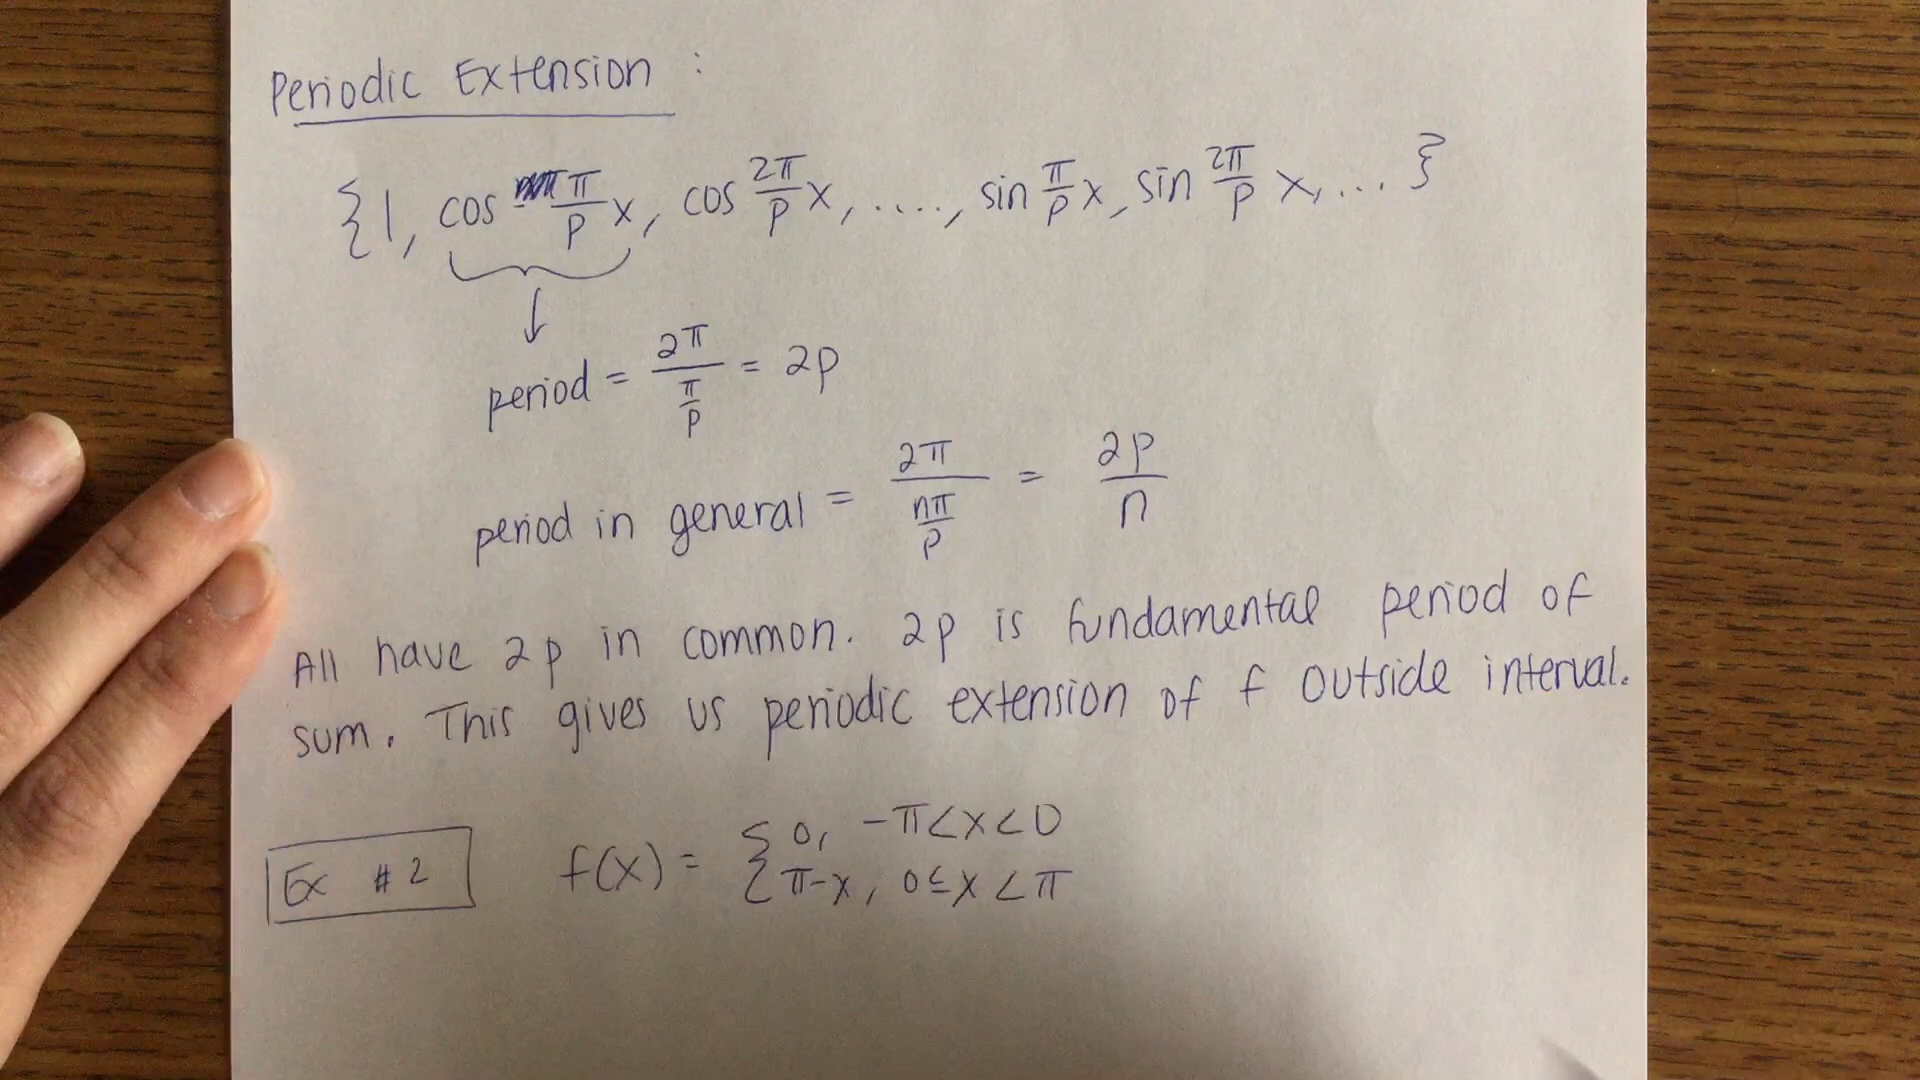 Periodic Extension :
{1, cos π/p x, cos 2π/p x, ...., sin π/p x, sin 2π/p x, ... }
period = 2π / (π/p) = 2p
period in general = 2π / (nπ/p) = 2p/n
All have 2p in common. 2p is fundamental period of
sum. This gives us periodic extension of f outside interval.
Ex #2 f(x) = { 0, -π<x<0
π-x, 0≤x<π